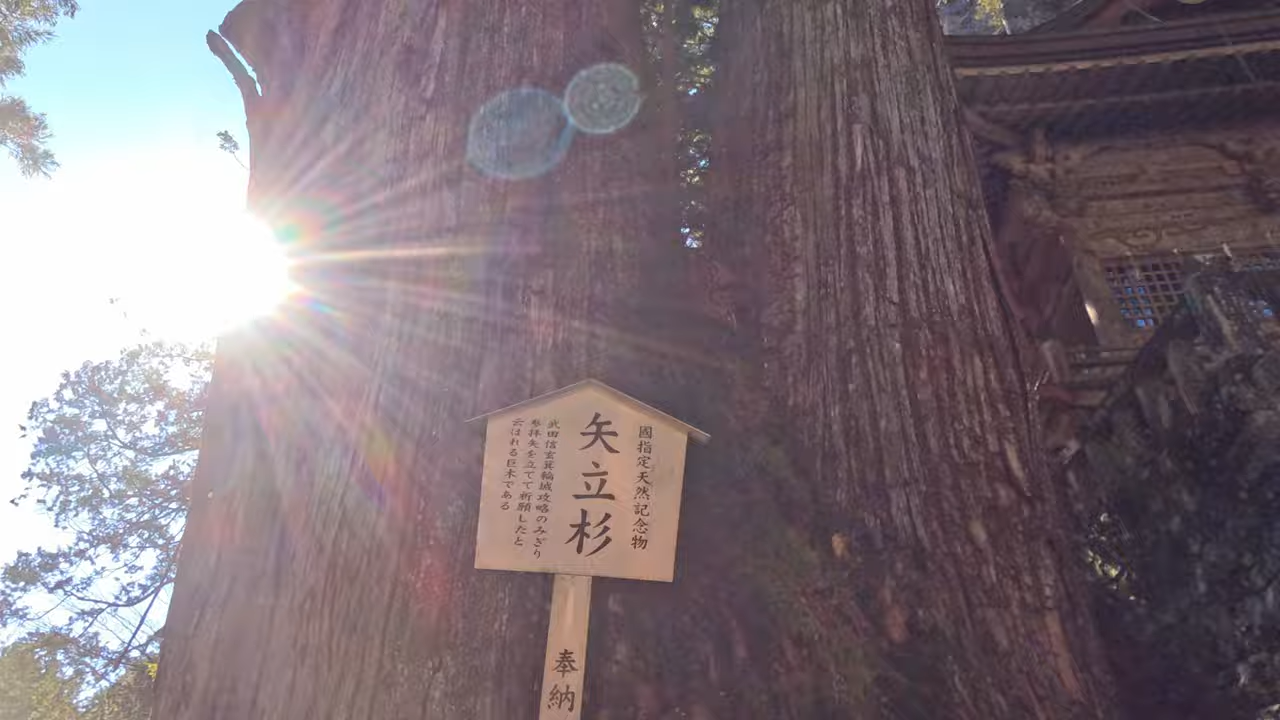 國指定天然記念物
矢立杉
武田信玄箕輪城攻略のみぎり
参拝矢を立てて祈願したと
云はれる巨木である
奉納